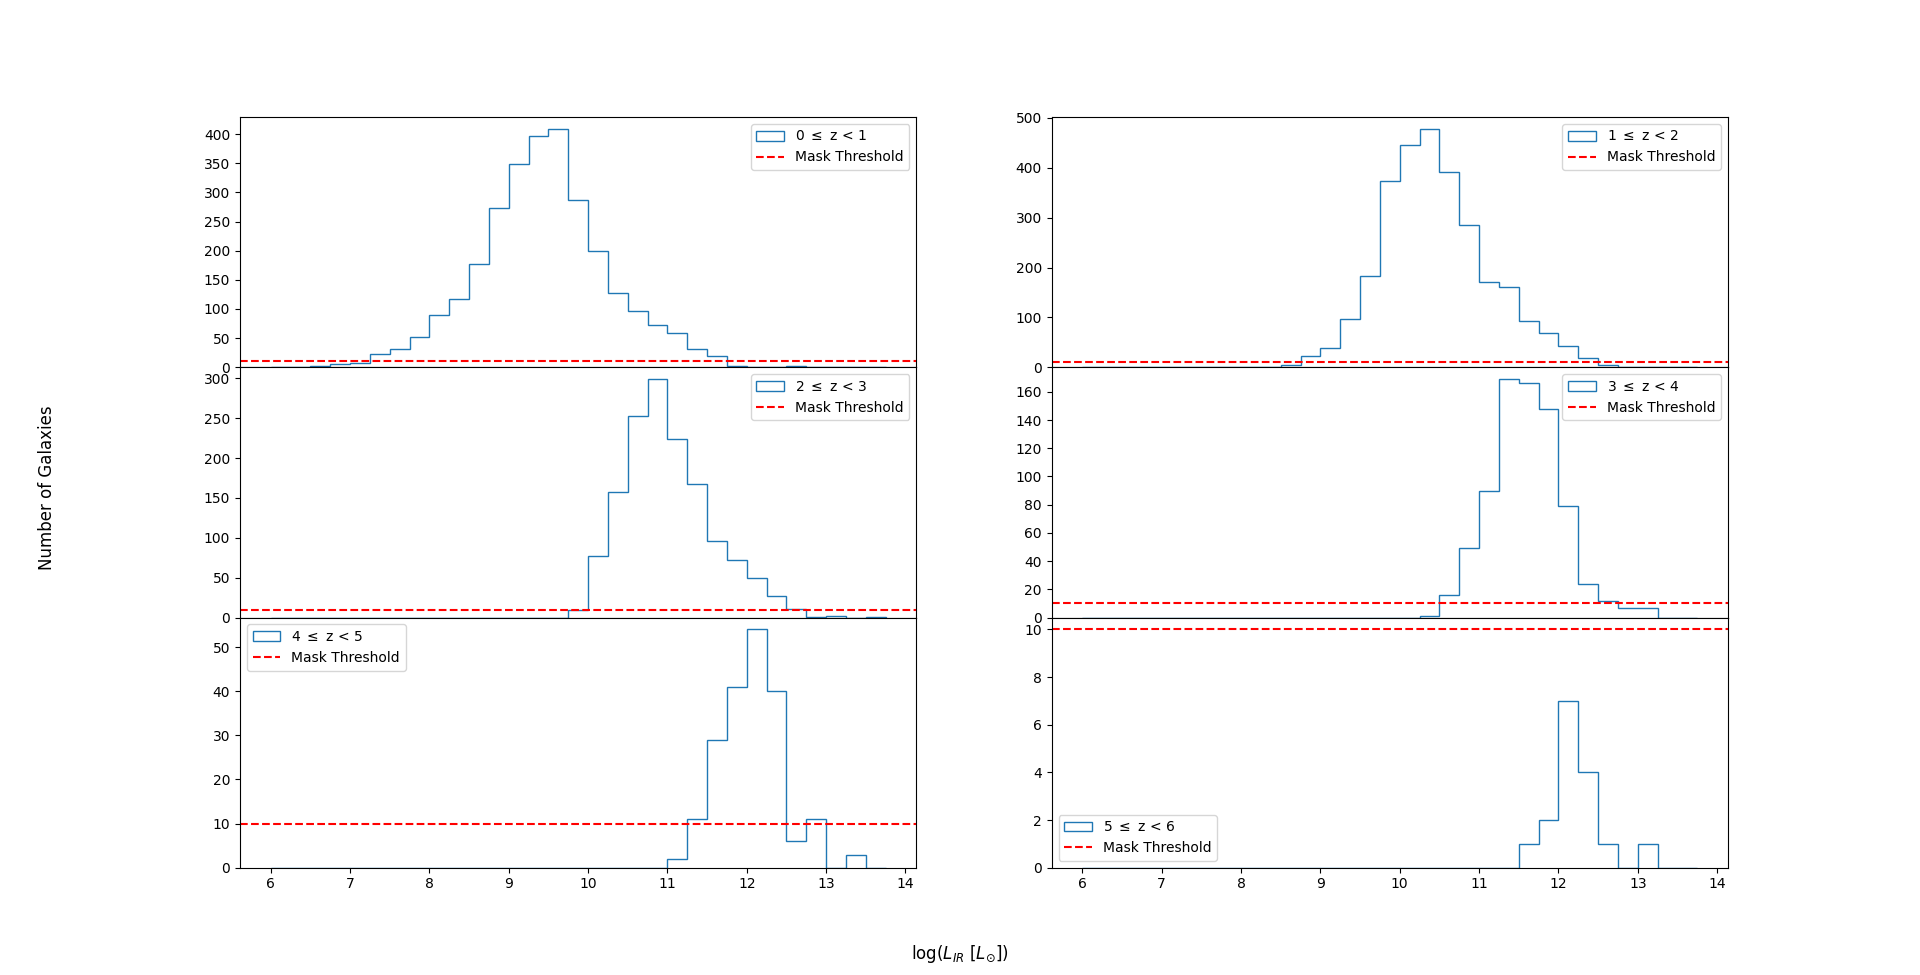 Number of Galaxies
400
350
300
250
200
150
100
50
0
0 ≤ z < 1
Mask Threshold
500
400
300
200
100
0
1 ≤ z < 2
Mask Threshold
300
250
200
150
100
50
0
2 ≤ z < 3
Mask Threshold
160
140
120
100
80
60
40
20
0
3 ≤ z < 4
Mask Threshold
50
40
30
20
10
0
4 ≤ z < 5
Mask Threshold
6 7 8 9 10 11 12 13 14
10
8
6
4
2
0
5 ≤ z < 6
Mask Threshold
6 7 8 9 10 11 12 13 14
log(L_IR [L_⊙])